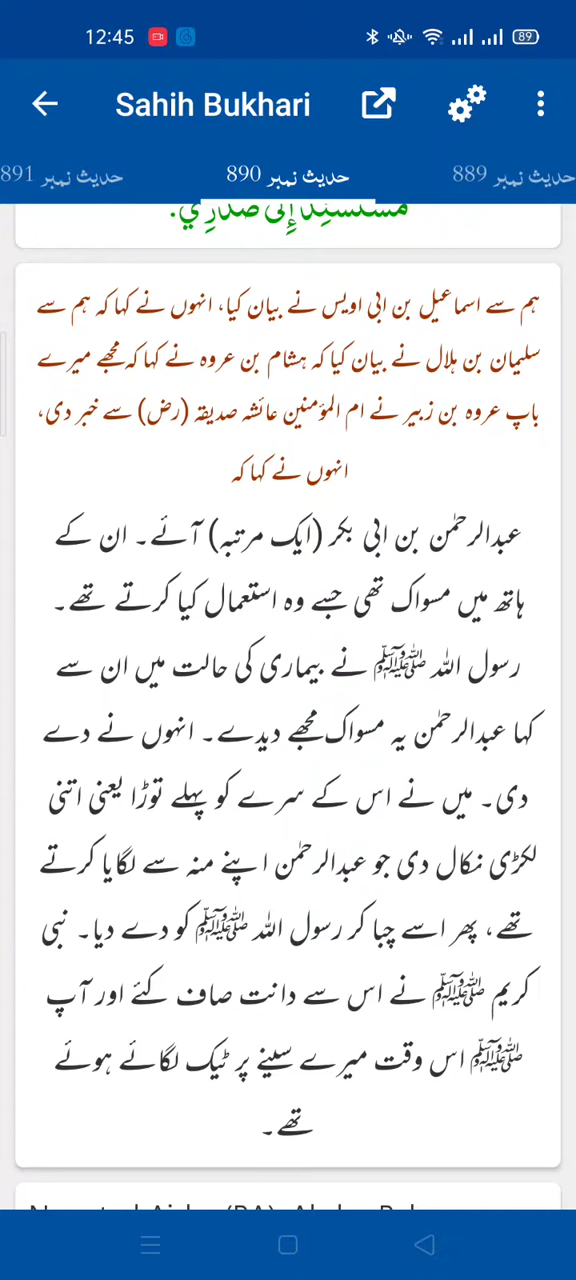 12:45
89
Sahih Bukhari
حدیث نمبر 889
حدیث نمبر 890
حدیث نمبر 891
إِلَى صَدْرِي.
ہم سے اسماعیل بن ابی اویس نے بیان کیا، انہوں نے کہا کہ ہم سے
سلیمان بن ہلال نے بیان کیا کہ ہشام بن عروہ نے کہا کہ مجھے میرے
باپ عروہ بن زبیر نے ام المؤمنین عائشہ صدیقہ (رض) سے خبر دی،
انہوں نے کہا کہ
عبدالرحمٰن بن ابی بکر (ایک مرتبہ) آئے۔ ان کے
ہاتھ میں مسواک تھی جسے وہ استعمال کیا کرتے تھے۔
رسول اللہ ﷺ نے بیماری کی حالت میں ان سے
کہا عبدالرحمٰن یہ مسواک مجھے دیدے۔ انہوں نے دے
دی۔ میں نے اس کے سرے کو پہلے توڑا یعنی اتنی
لکڑی نکال دی جو عبدالرحمٰن اپنے منہ سے لگایا کرتے
تھے، پھر اسے چبا کر رسول اللہ ﷺ کو دے دیا۔ نبی
کریم ﷺ نے اس سے دانت صاف کئے اور آپ
ﷺ اس وقت میرے سینے پر ٹیک لگائے ہوئے
تھے۔